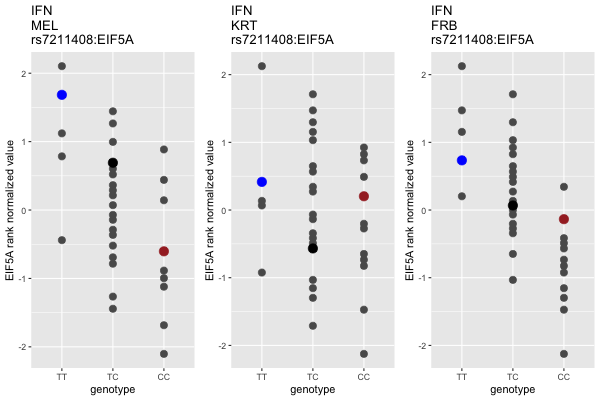 IFN
MEL
rs7211408:EIF5A
EIF5A rank normalized value
2
1
0
-1
-2
TT
TC
CC
genotype
IFN
KRT
rs7211408:EIF5A
EIF5A rank normalized value
2
1
0
-1
-2
TT
TC
CC
genotype
IFN
FRB
rs7211408:EIF5A
EIF5A rank normalized value
2
1
0
-1
-2
TT
TC
CC
genotype